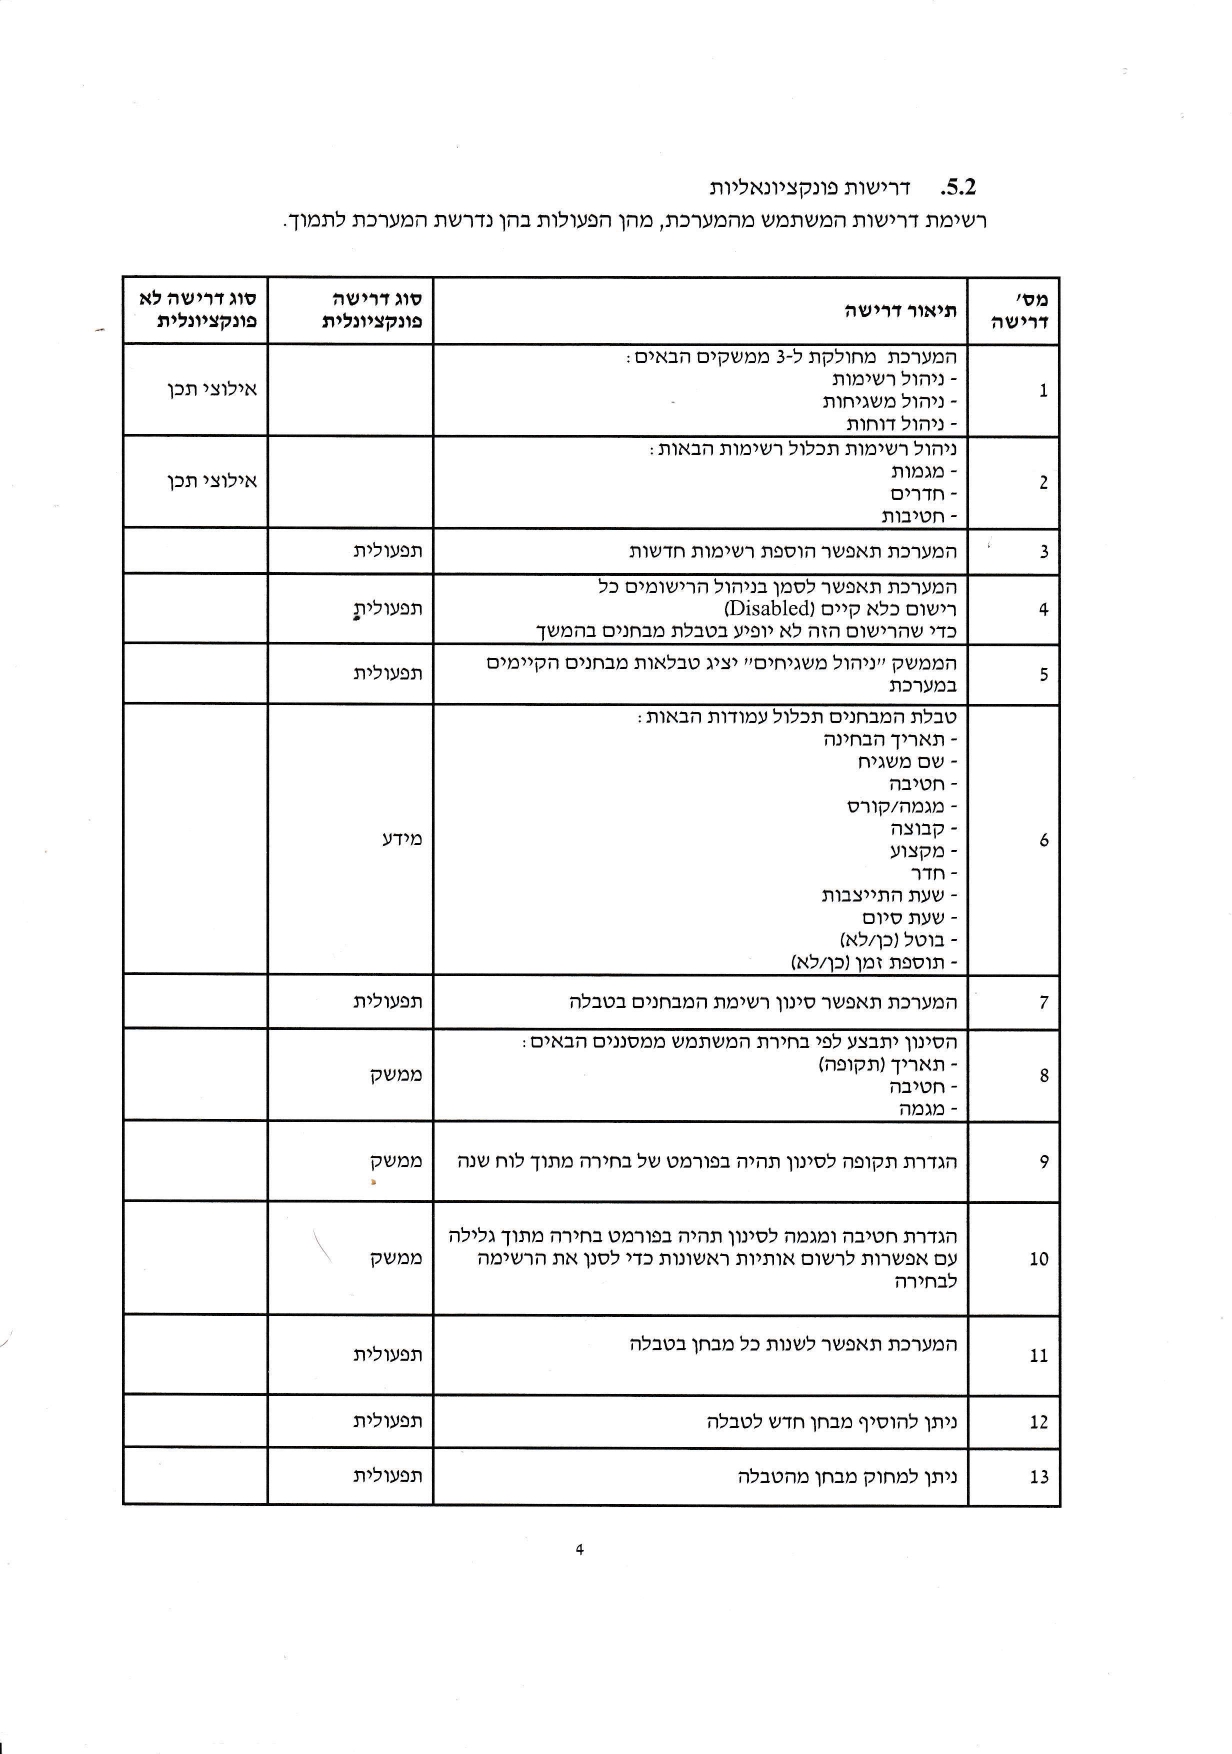 5.2. דרישות פונקציונאליות
רשימת דרישות המשתמש מהמערכת, מהן הפעולות בהן נדרשת המערכת לתמוך.
מס' דרישה | תיאור דרישה | סוג דרישה פונקציונלית | סוג דרישה לא פונקציונלית
1 | המערכת מחולקת ל-3 ממשקים הבאים:
- ניהול רשימות
- ניהול משגיחות
- ניהול דוחות | | אילוצי תכן
2 | ניהול רשימות תכלול רשימות הבאות:
- מגמות
- חדרים
- חטיבות | | אילוצי תכן
3 | המערכת תאפשר הוספת רשימות חדשות | תפעולית
4 | המערכת תאפשר לסמן בניהול הרישומים כל
רישום כלא קיים (Disabled)
כדי שהרישום הזה לא יופיע בטבלת מבחנים בהמשך | תפעולית
5 | הממשק "ניהול משגיחים" יציג טבלאות מבחנים הקיימים
במערכת | תפעולית
6 | טבלת המבחנים תכלול עמודות הבאות:
- תאריך הבחינה
- שם משגיח
- חטיבה
- מגמה/קורס
- קבוצה
- מקצוע
- חדר
- שעת התייצבות
- שעת סיום
- בוטל (כן/לא)
- תוספת זמן (כן/לא) | מידע
7 | המערכת תאפשר סינון רשימת המבחנים בטבלה | תפעולית
8 | הסינון יתבצע לפי בחירת המשתמש ממסננים הבאים:
- תאריך (תקופה)
- חטיבה
- מגמה | ממשק
9 | הגדרת תקופה לסינון תהיה בפורמט של בחירה מתוך לוח שנה | ממשק
10 | הגדרת חטיבה ומגמה לסינון תהיה בפורמט בחירה מתוך גלילה
עם אפשרות לרשום אותיות ראשונות כדי לסנן את הרשימה
לבחירה | ממשק
11 | המערכת תאפשר לשנות כל מבחן בטבלה | תפעולית
12 | ניתן להוסיף מבחן חדש לטבלה | תפעולית
13 | ניתן למחוק מבחן מהטבלה | תפעולית
4